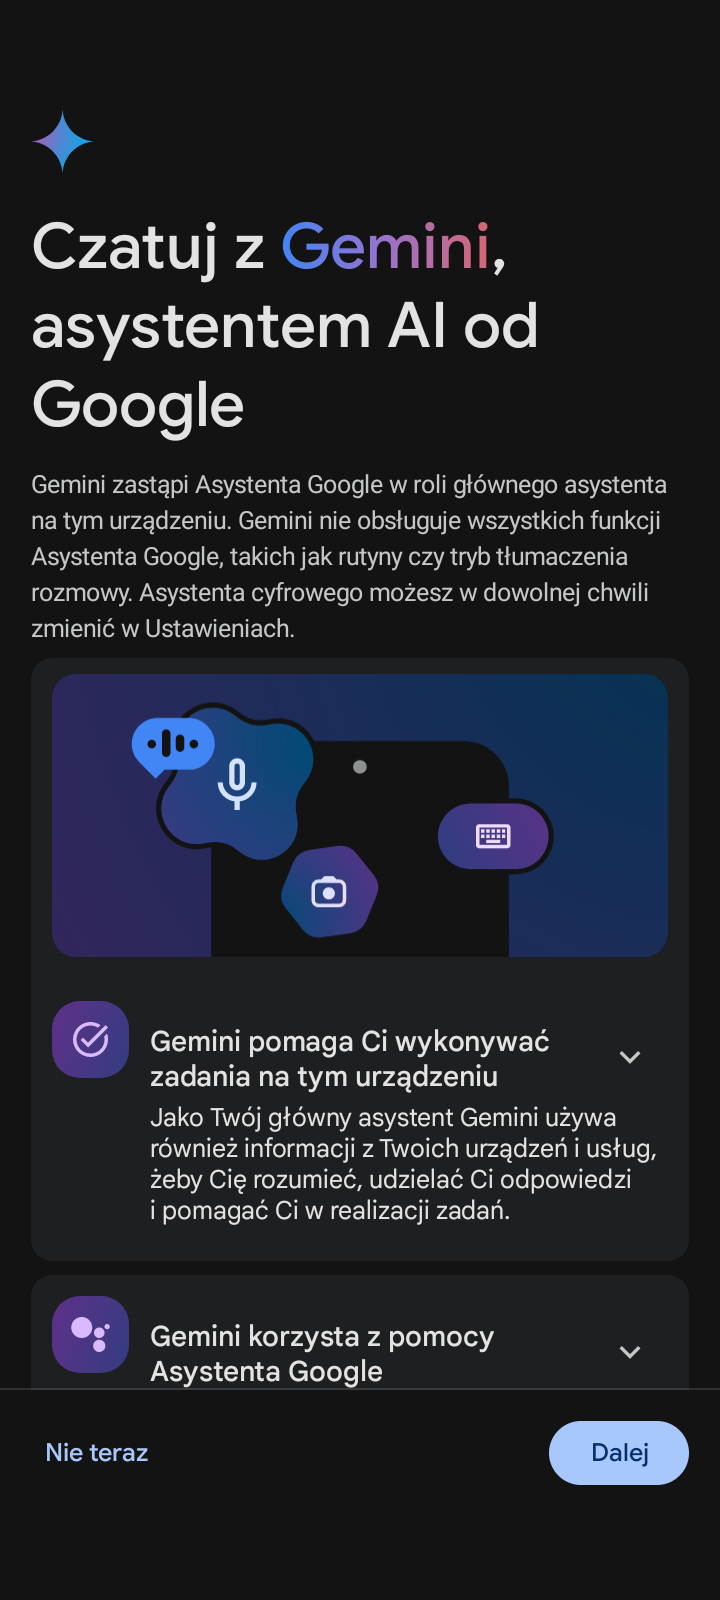 Czatuj z Gemini,
asystentem AI od
Google
Gemini zastąpi Asystenta Google w roli głównego asystenta
na tym urządzeniu. Gemini nie obsługuje wszystkich funkcji
Asystenta Google, takich jak rutyny czy tryb tłumaczenia
rozmowy. Asystenta cyfrowego możesz w dowolnej chwili
zmienić w Ustawieniach.
Gemini pomaga Ci wykonywać
zadania na tym urządzeniu
Jako Twój główny asystent Gemini używa
również informacji z Twoich urządzeń i usług,
żeby Cię rozumieć, udzielać Ci odpowiedzi
i pomagać Ci w realizacji zadań.
Gemini korzysta z pomocy
Asystenta Google
Nie teraz
Dalej